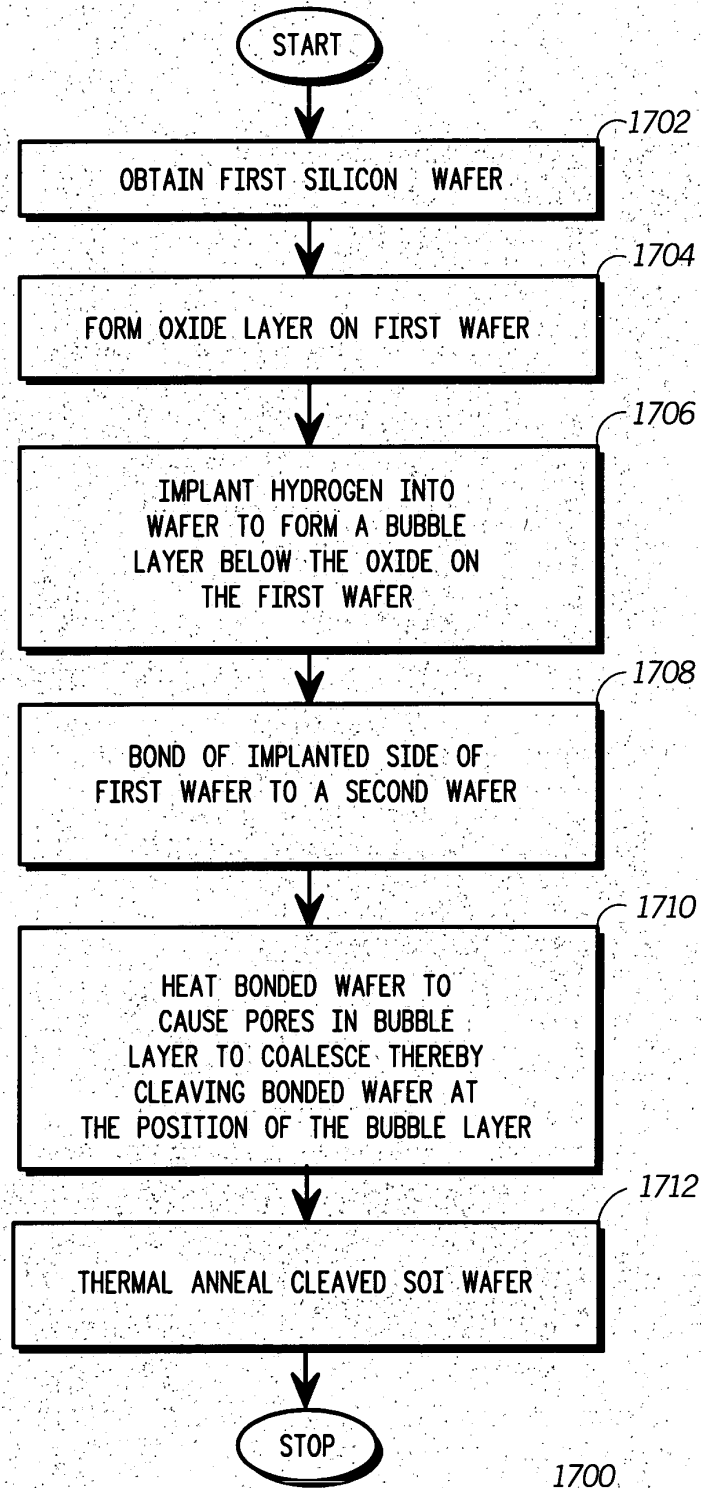 START
1702
OBTAIN FIRST SILICON WAFER
1704
FORM OXIDE LAYER ON FIRST WAFER
1706
IMPLANT HYDROGEN INTO
WAFER TO FORM A BUBBLE
LAYER BELOW THE OXIDE ON
THE FIRST WAFER
1708
BOND OF IMPLANTED SIDE OF
FIRST WAFER TO A SECOND WAFER
1710
HEAT BONDED WAFER TO
CAUSE PORES IN BUBBLE
LAYER TO COALESCE THEREBY
CLEAVING BONDED WAFER AT
THE POSITION OF THE BUBBLE LAYER
1712
THERMAL ANNEAL CLEAVED SOI WAFER
STOP
1700